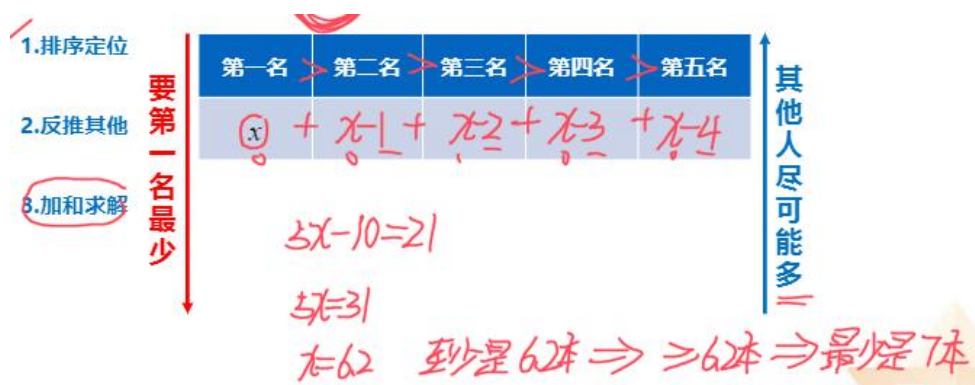 1.排序定位
2.反推其他
3.加和求解
要第一名最少
第一名 > 第二名 > 第三名 > 第四名 > 第五名
x + x-1 + x-2 + x-3 + x-4
其他人尽可能多
5x-10=21
5x=31
x=6.2 至少是6.2本 ⇒ ≥6.2本 ⇒ 最少是7本